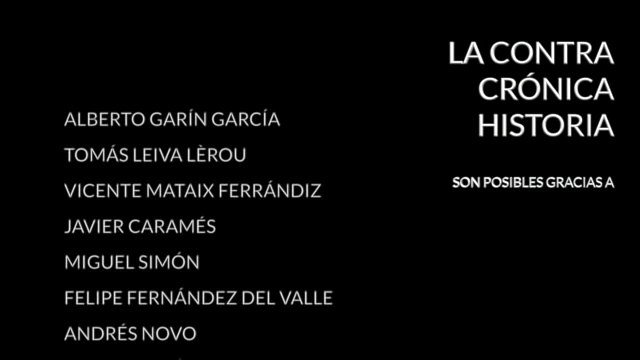 LA CONTRA
CRÓNICA
HISTORIA
SON POSIBLES GRACIAS A
ALBERTO GARÍN GARCÍA
TOMÁS LEIVA LÈROU
VICENTE MATAIX FERRÁNDIZ
JAVIER CARAMÉS
MIGUEL SIMÓN
FELIPE FERNÁNDEZ DEL VALLE
ANDRÉS NOVO